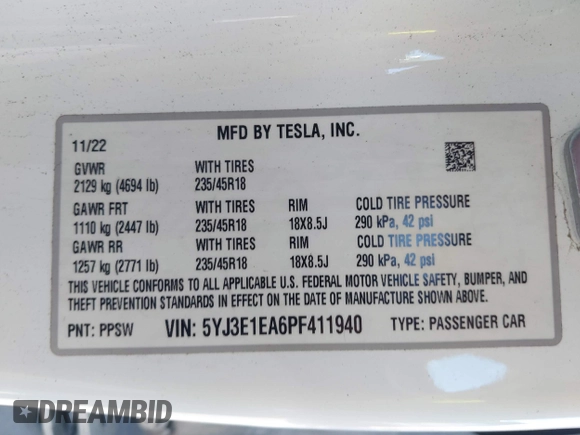 MFD BY TESLA, INC.
11/22
GVWR WITH TIRES
2129 kg (4694 lb) 235/45R18
GAWR FRT WITH TIRES RIM COLD TIRE PRESSURE
1110 kg (2447 lb) 235/45R18 18X8.5J 290 kPa, 42 psi
GAWR RR WITH TIRES RIM COLD TIRE PRESSURE
1257 kg (2771 lb) 235/45R18 18X8.5J 290 kPa, 42 psi
THIS VEHICLE CONFORMS TO ALL APPLICABLE U.S. FEDERAL MOTOR VEHICLE SAFETY, BUMPER, AND
THEFT PREVENTION STANDARDS IN EFFECT ON THE DATE OF MANUFACTURE SHOWN ABOVE.
PNT: PPSW VIN: 5YJ3E1EA6PF411940 TYPE: PASSENGER CAR
DREAMBID